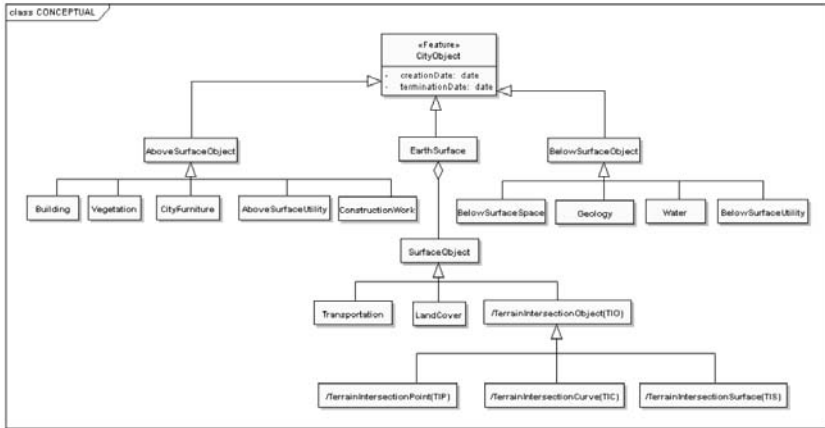 class CONCEPTUAL
«Feature»
CityObject
- creationDate: date
- terminationDate: date
AboveSurfaceObject
EarthSurface
BelowSurfaceObject
Building
Vegetation
CityFurniture
AboveSurfaceUtility
ConstructionWork
BelowSurfaceSpace
Geology
Water
BelowSurfaceUtility
SurfaceObject
Transportation
LandCover
/TerrainIntersectionObject(TIO)
/TerrainIntersectionPoint(TIP)
/TerrainIntersectionCurve(TIC)
/TerrainIntersectionSurface(TIS)